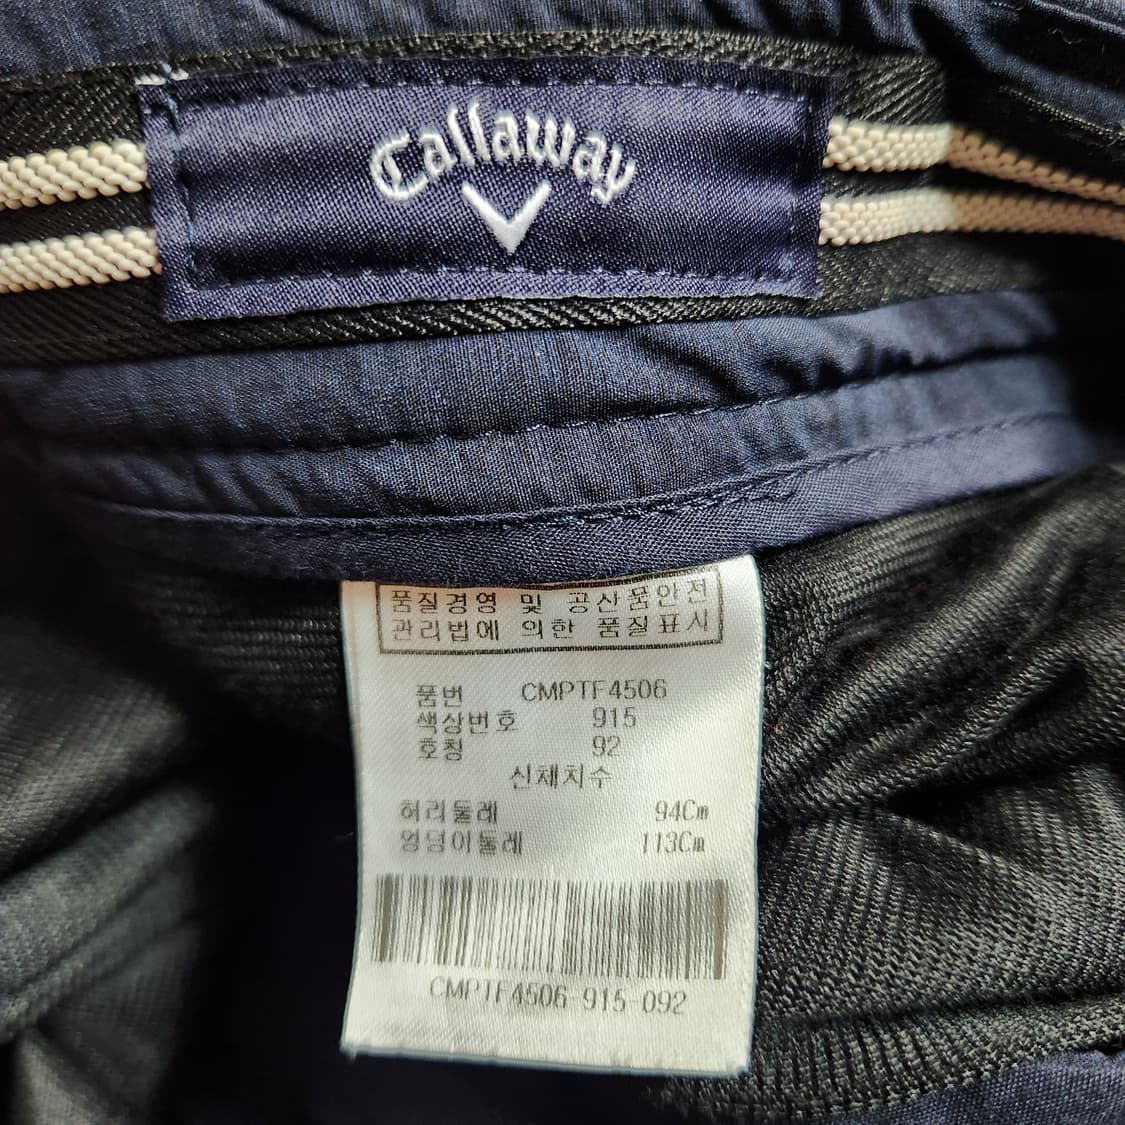 Callaway
품질경영 및 공산품안전
관리법에 의한 품질표시
품번 CMPTF4506
색상번호 915
호칭 92
신체치수
허리둘레 94Cm
엉덩이둘레 113Cm
CMPTF4506-915-092